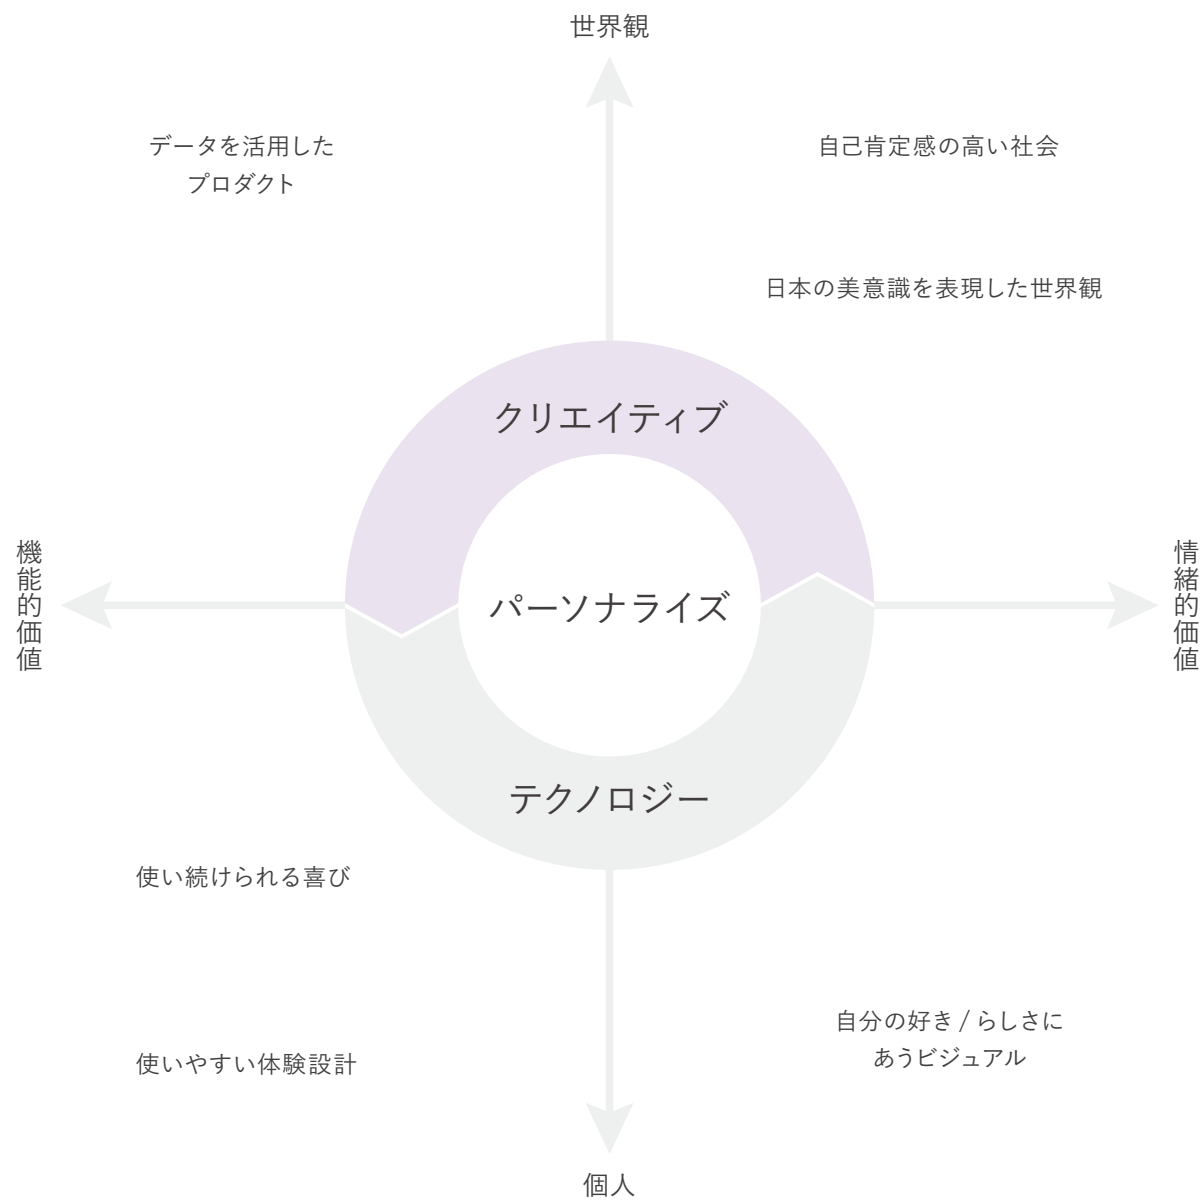 世界観
データを活用した
プロダクト
自己肯定感の高い社会
日本の美意識を表現した世界観
クリエイティブ
機能的価値
パーソナライズ
情緒的価値
テクノロジー
使い続けられる喜び
使いやすい体験設計
自分の好き / らしさに
あうビジュアル
個人